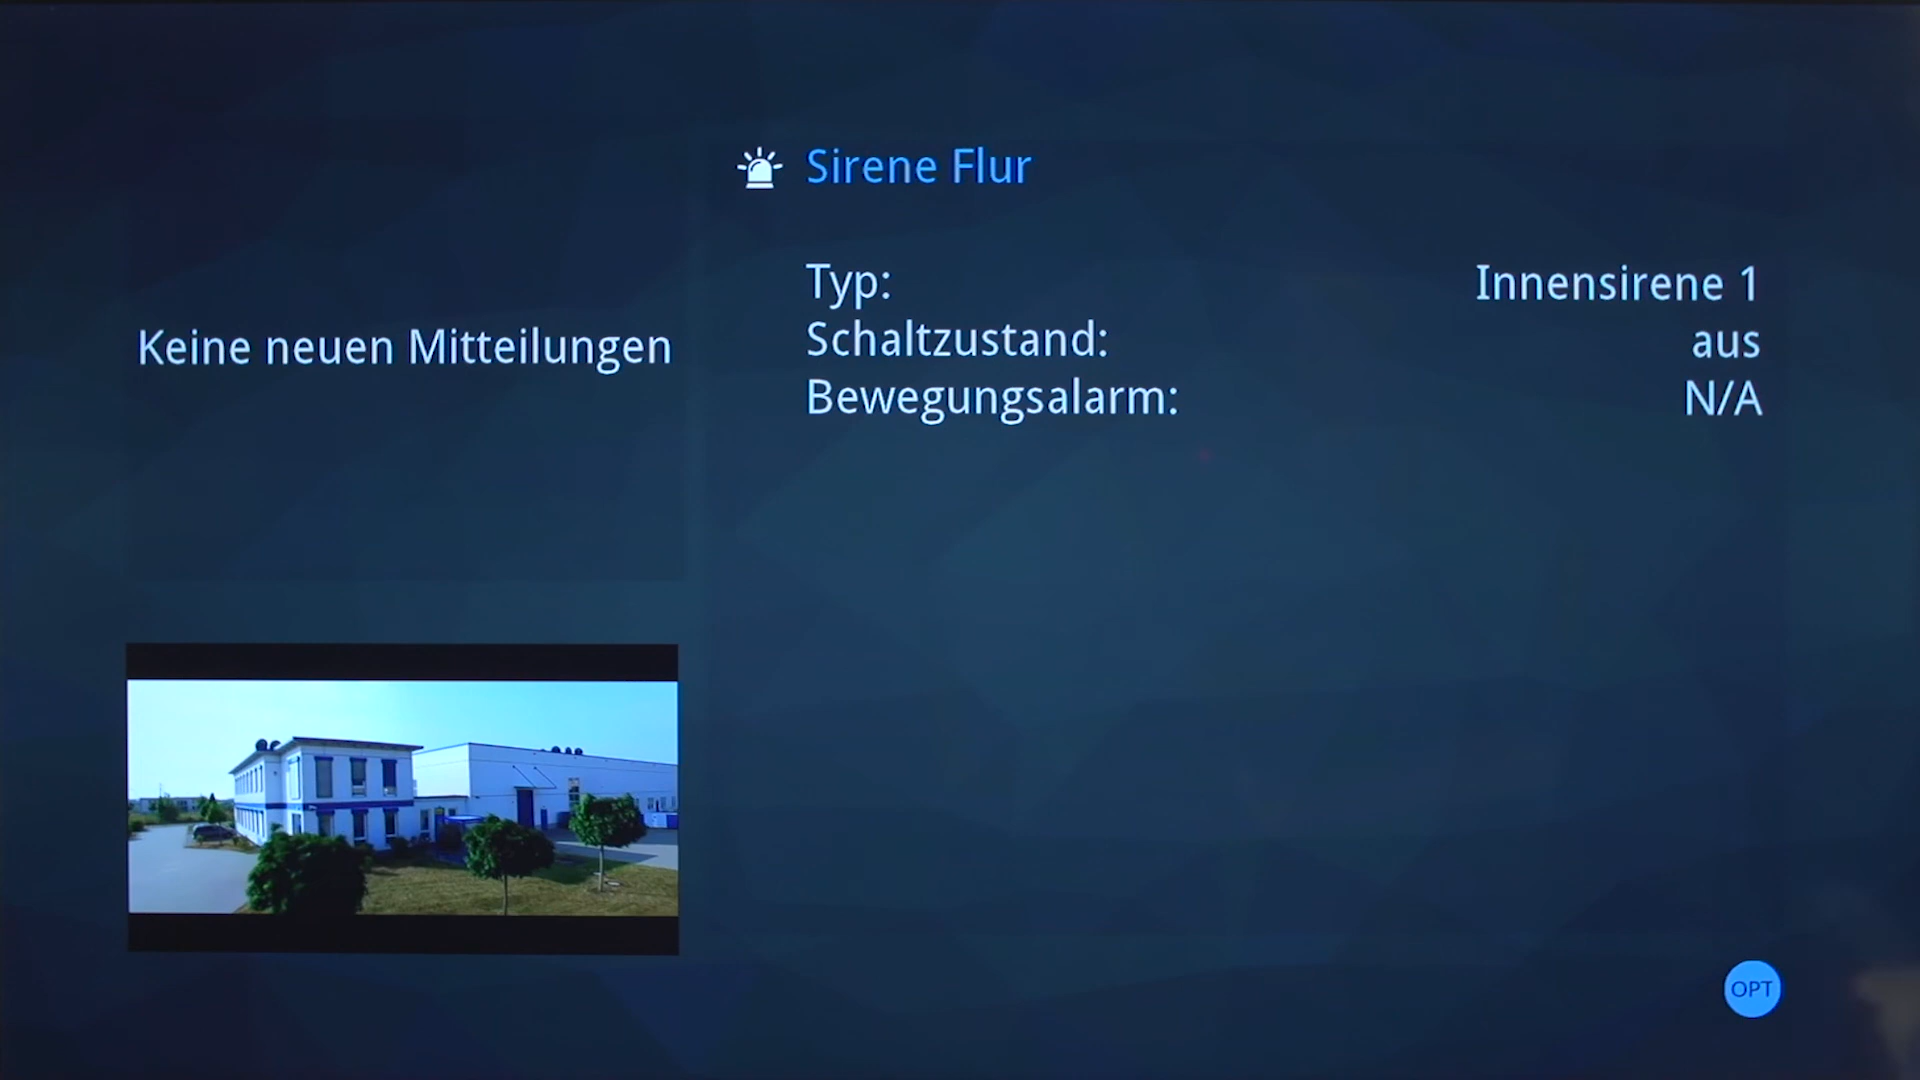 Sirene Flur
Keine neuen Mitteilungen
Typ: Innensirene 1
Schaltzustand: aus
Bewegungsalarm: N/A
OPT